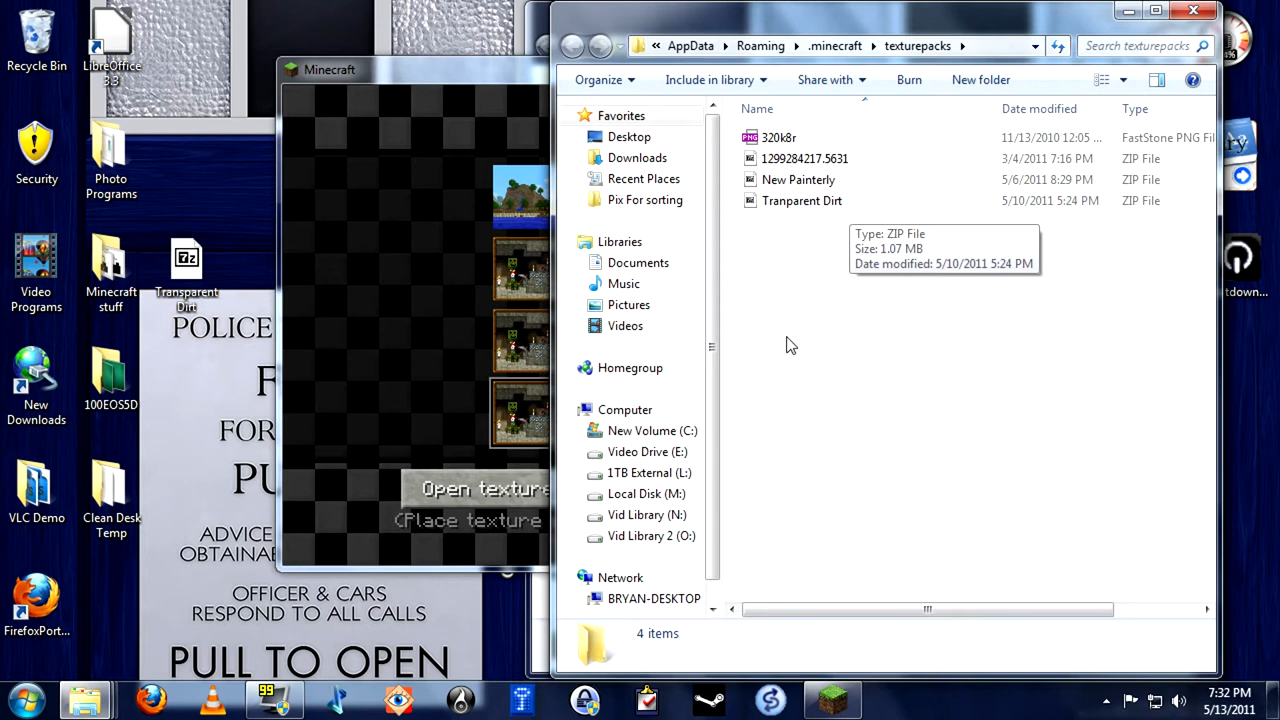 Recycle Bin
LibreOffice
3.3
Security
Photo
Programs
Video
Programs
Minecraft
stuff
Transparent
Dirt
7z
New
Downloads
100EOS5D
VLC Demo
Clean Desk
Temp
FirefoxPort...
POLICE
F
FOR
PU
ADVICE
OBTAINA
OFFICER & CARS
RESPOND TO ALL CALLS
PULL TO OPEN
Minecraft
Open texture
(Place texture
« AppData ▸ Roaming ▸ .minecraft ▸ texturepacks ▸
Search texturepacks
Organize
Include in library
Share with
Burn
New folder
Favorites
Desktop
Downloads
Recent Places
Pix For sorting
Libraries
Documents
Music
Pictures
Videos
Homegroup
Computer
New Volume (C:)
Video Drive (E:)
1TB External (L:)
Local Disk (M:)
Vid Library (N:)
Vid Library 2 (O:)
Network
BRYAN-DESKTOP
Name Date modified Type
320k8r 11/13/2010 12:05 ... FastStone PNG Fil
1299284217.5631 3/4/2011 7:16 PM ZIP File
New Painterly 5/6/2011 8:29 PM ZIP File
Tranparent Dirt 5/10/2011 5:24 PM ZIP File
Type: ZIP File
Size: 1.07 MB
Date modified: 5/10/2011 5:24 PM
4 items
99
7:32 PM
5/13/2011